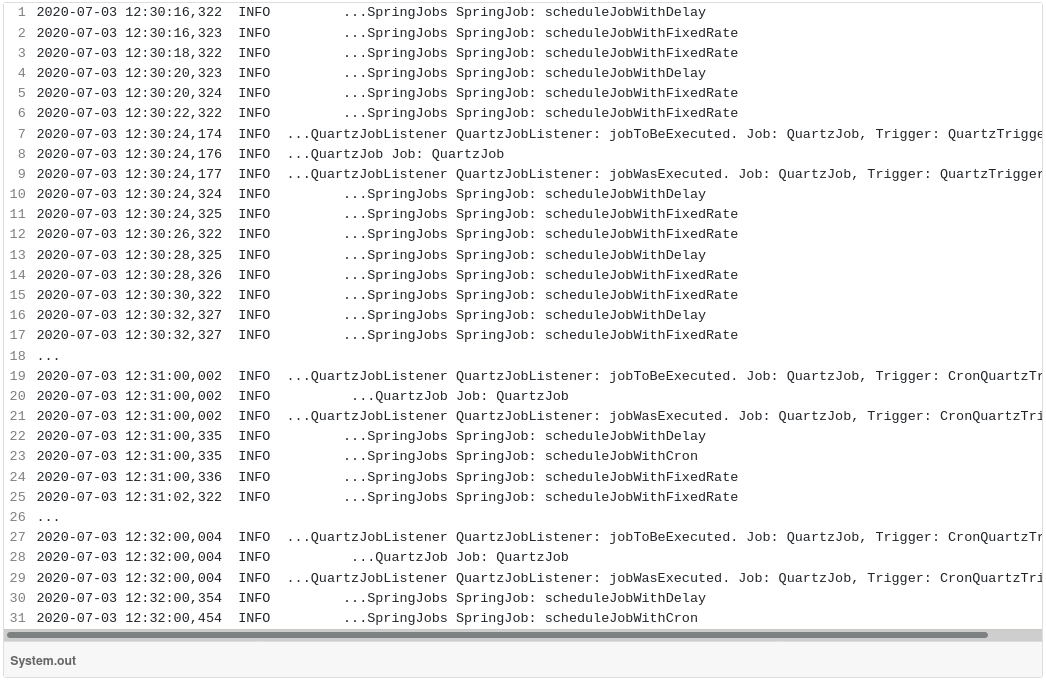 1 2020-07-03 12:30:16,322  INFO         ...SpringJobs SpringJob: scheduleJobWithDelay
2 2020-07-03 12:30:16,323  INFO         ...SpringJobs SpringJob: scheduleJobWithFixedRate
3 2020-07-03 12:30:18,322  INFO         ...SpringJobs SpringJob: scheduleJobWithFixedRate
4 2020-07-03 12:30:20,323  INFO         ...SpringJobs SpringJob: scheduleJobWithDelay
5 2020-07-03 12:30:20,324  INFO         ...SpringJobs SpringJob: scheduleJobWithFixedRate
6 2020-07-03 12:30:22,322  INFO         ...SpringJobs SpringJob: scheduleJobWithFixedRate
7 2020-07-03 12:30:24,174  INFO  ...QuartzJobListener QuartzJobListener: jobToBeExecuted. Job: QuartzJob, Trigger: QuartzTrigge
8 2020-07-03 12:30:24,176  INFO  ...QuartzJob Job: QuartzJob
9 2020-07-03 12:30:24,177  INFO  ...QuartzJobListener QuartzJobListener: jobWasExecuted. Job: QuartzJob, Trigger: QuartzTrigger
10 2020-07-03 12:30:24,324  INFO         ...SpringJobs SpringJob: scheduleJobWithDelay
11 2020-07-03 12:30:24,325  INFO         ...SpringJobs SpringJob: scheduleJobWithFixedRate
12 2020-07-03 12:30:26,322  INFO         ...SpringJobs SpringJob: scheduleJobWithFixedRate
13 2020-07-03 12:30:28,325  INFO         ...SpringJobs SpringJob: scheduleJobWithDelay
14 2020-07-03 12:30:28,326  INFO         ...SpringJobs SpringJob: scheduleJobWithFixedRate
15 2020-07-03 12:30:30,322  INFO         ...SpringJobs SpringJob: scheduleJobWithFixedRate
16 2020-07-03 12:30:32,327  INFO         ...SpringJobs SpringJob: scheduleJobWithDelay
17 2020-07-03 12:30:32,327  INFO         ...SpringJobs SpringJob: scheduleJobWithFixedRate
18 ...
19 2020-07-03 12:31:00,002  INFO  ...QuartzJobListener QuartzJobListener: jobToBeExecuted. Job: QuartzJob, Trigger: CronQuartzTr
20 2020-07-03 12:31:00,002  INFO          ...QuartzJob Job: QuartzJob
21 2020-07-03 12:31:00,002  INFO  ...QuartzJobListener QuartzJobListener: jobWasExecuted. Job: QuartzJob, Trigger: CronQuartzTri
22 2020-07-03 12:31:00,335  INFO         ...SpringJobs SpringJob: scheduleJobWithDelay
23 2020-07-03 12:31:00,335  INFO         ...SpringJobs SpringJob: scheduleJobWithCron
24 2020-07-03 12:31:00,336  INFO         ...SpringJobs SpringJob: scheduleJobWithFixedRate
25 2020-07-03 12:31:02,322  INFO         ...SpringJobs SpringJob: scheduleJobWithFixedRate
26 ...
27 2020-07-03 12:32:00,004  INFO  ...QuartzJobListener QuartzJobListener: jobToBeExecuted. Job: QuartzJob, Trigger: CronQuartzTr
28 2020-07-03 12:32:00,004  INFO          ...QuartzJob Job: QuartzJob
29 2020-07-03 12:32:00,004  INFO  ...QuartzJobListener QuartzJobListener: jobWasExecuted. Job: QuartzJob, Trigger: CronQuartzTri
30 2020-07-03 12:32:00,354  INFO         ...SpringJobs SpringJob: scheduleJobWithDelay
31 2020-07-03 12:32:00,454  INFO         ...SpringJobs SpringJob: scheduleJobWithCron
System.out